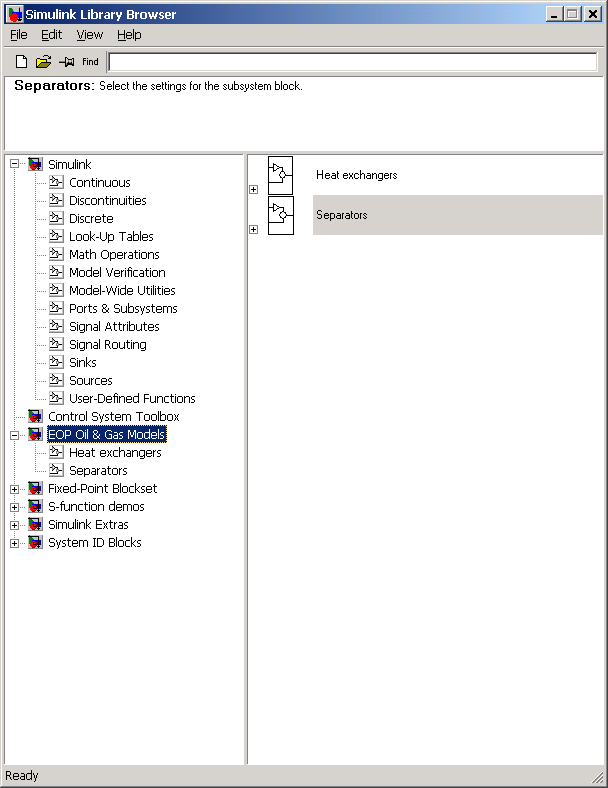 Simulink Library Browser
File Edit View Help
Find
Separators: Select the settings for the subsystem block.
Simulink
Continuous
Discontinuities
Discrete
Look-Up Tables
Math Operations
Model Verification
Model-Wide Utilities
Ports & Subsystems
Signal Attributes
Signal Routing
Sinks
Sources
User-Defined Functions
Control System Toolbox
EOP Oil & Gas Models
Heat exchangers
Separators
Fixed-Point Blockset
S-function demos
Simulink Extras
System ID Blocks
Heat exchangers
Separators
Ready